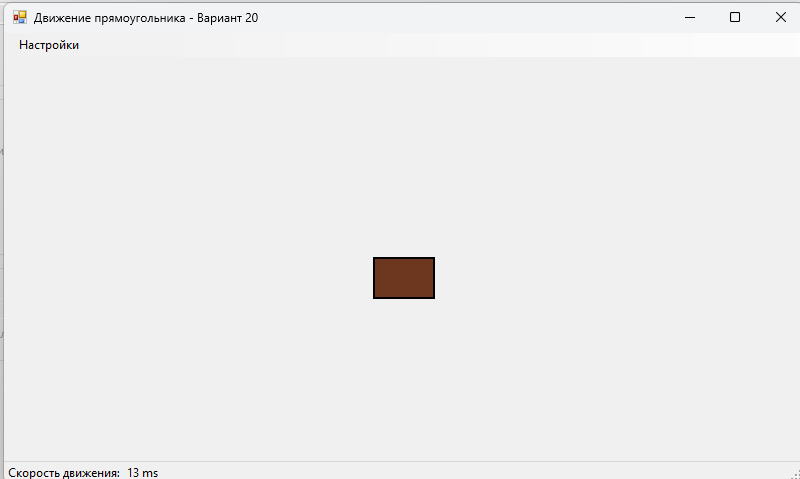 Движение прямоугольника - Вариант 20
Настройки
Скорость движения: 13 ms